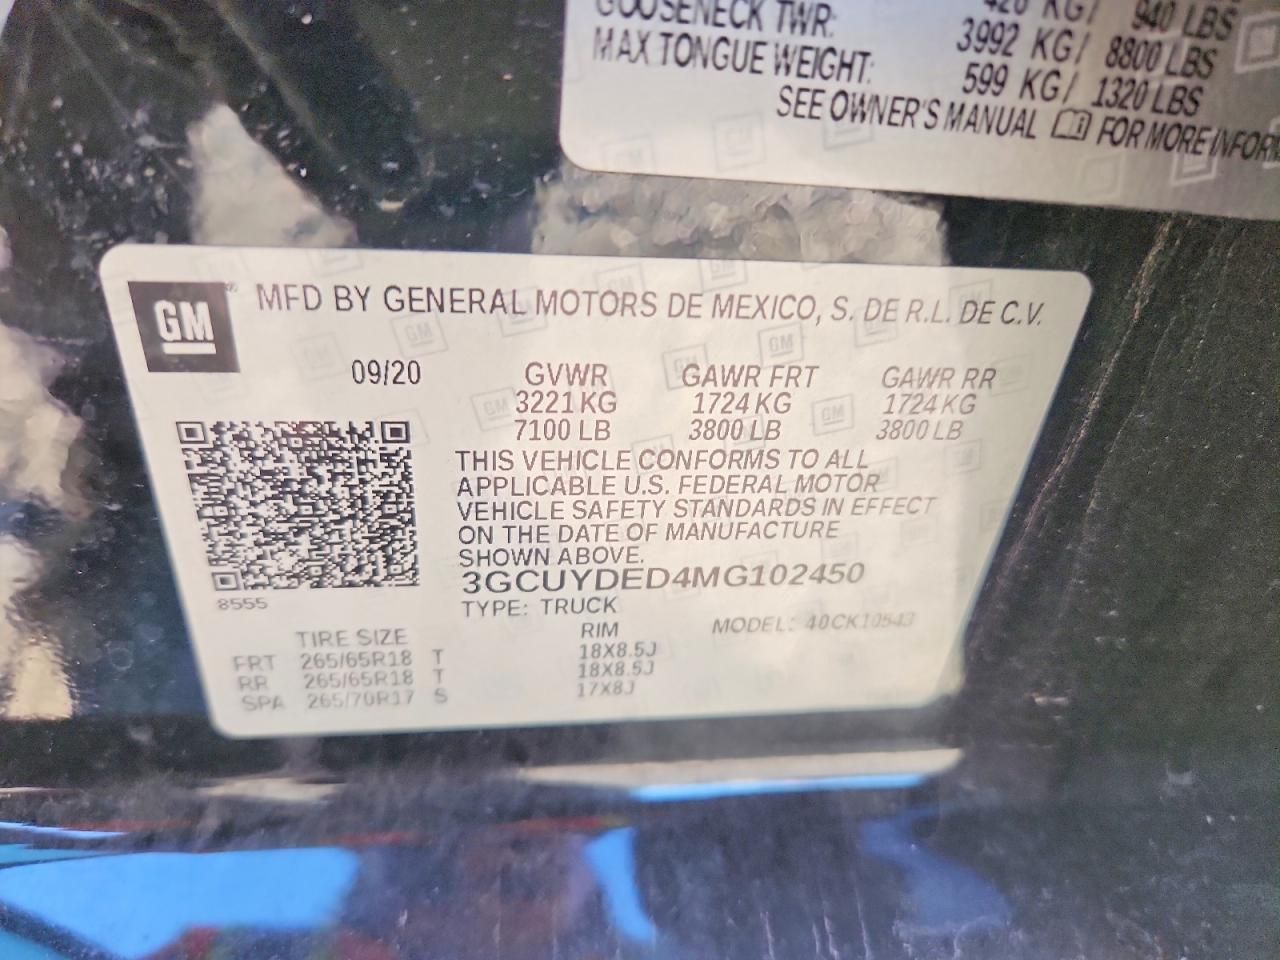 420 KG/ 940 LBS
GOOSENECK TWR: 3992 KG/ 8800 LBS
MAX TONGUE WEIGHT: 599 KG/ 1320 LBS
SEE OWNER'S MANUAL FOR MORE INFORM
GM ® MFD BY GENERAL MOTORS DE MEXICO, S. DE R.L. DE C.V.
09/20 GVWR GAWR FRT GAWR RR
3221 KG 1724 KG 1724 KG
7100 LB 3800 LB 3800 LB
THIS VEHICLE CONFORMS TO ALL
APPLICABLE U.S. FEDERAL MOTOR
VEHICLE SAFETY STANDARDS IN EFFECT
ON THE DATE OF MANUFACTURE
SHOWN ABOVE.
3GCUYDED4MG102450
8555 TYPE: TRUCK
MODEL: 40CK10543
TIRE SIZE RIM
FRT 265/65R18 T 18X8.5J
RR 265/65R18 T 18X8.5J
SPA 265/70R17 S 17X8J